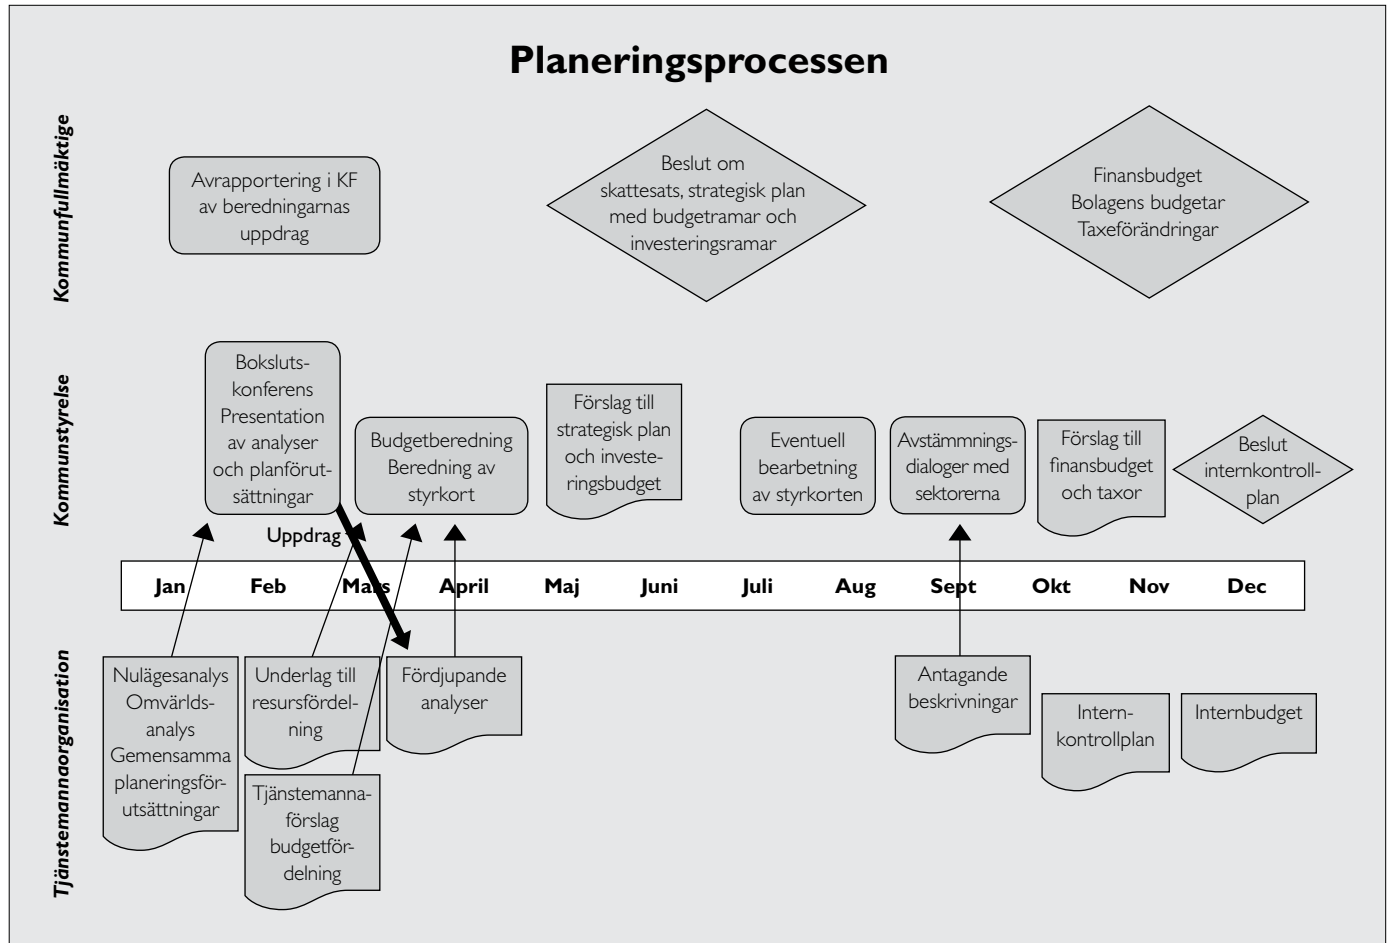 Planeringsprocessen
Kommunfullmäktige
Avrapportering i KF
av beredningarnas
uppdrag
Beslut om
skattesats, strategisk plan
med budgetramar och
investeringsramar
Finansbudget
Bolagens budgetar
Taxeförändringar
Kommunstyrelse
Boksluts-
konferens
Presentation
av analyser
och planförut-
sättningar
Budgetberedning
Beredning av
styrkort
Förslag till
strategisk plan
och investe-
ringsbudget
Eventuell
bearbetning
av styrkorten
Avstämmnings-
dialoger med
sektorerna
Förslag till
finansbudget
och taxor
Beslut
internkontroll-
plan
Uppdrag
Jan Feb Mars April Maj Juni Juli Aug Sept Okt Nov Dec
Tjänstemannaorganisation
Nulägesanalys
Omvärlds-
analys
Gemensamma
planeringsför-
utsättningar
Underlag till
resursfördel-
ning
Tjänstemanna-
förslag
budgetför-
delning
Fördjupande
analyser
Antagande
beskrivningar
Intern-
kontrollplan
Internbudget